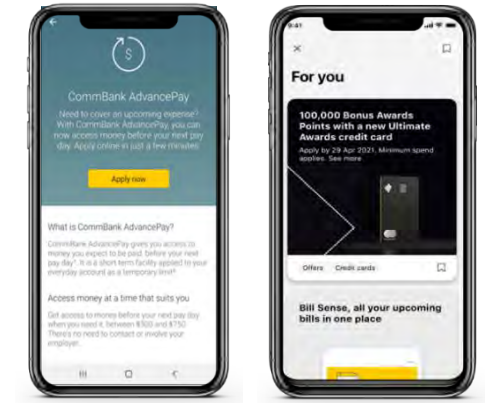 CommBank AdvancePay
Need to cover an upcoming expense?
With CommBank AdvancePay, you can
now access money before your next pay
day. Apply online in just a few minutes.
Apply now
What is CommBank AdvancePay?
CommBank AdvancePay gives you access to
money you expect to be paid, before your next
pay day. It is a short term facility applied to your
everyday account as a temporary limit
Access money at a time that suits you
Get access to money before your next pay day
when you need it, between $300 and $750
There's no need to contact or involve your
employer.
9:41
For you
100,000 Bonus Awards
Points with a new Ultimate
Awards credit card
Apply by 29 Apr 2021, Minimum spend
applies. See more
Offers Credit cards
Bill Sense, all your upcoming
bills in one place